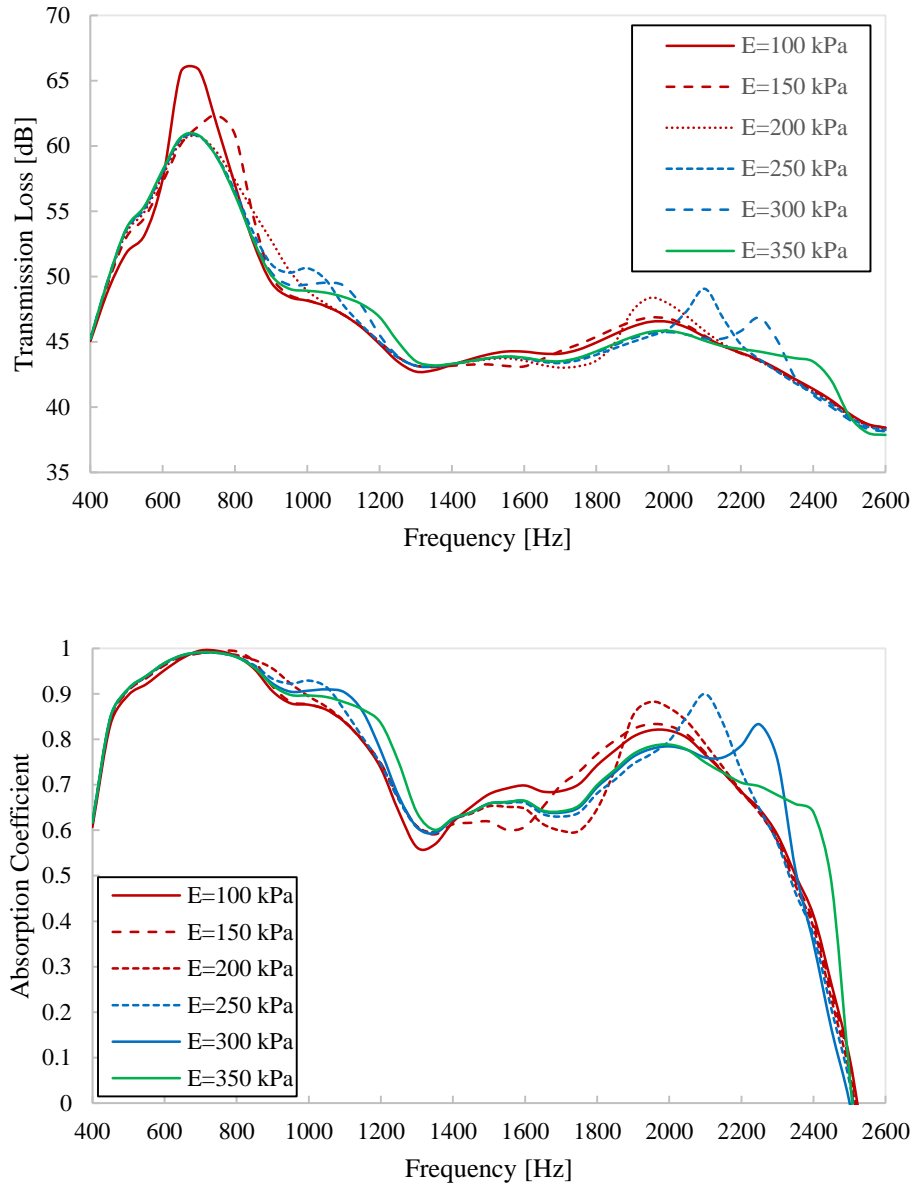 70
65
60
55
50
45
40
35
Transmission Loss [dB]
E=100 kPa
E=150 kPa
E=200 kPa
E=250 kPa
E=300 kPa
E=350 kPa
400 600 800 1000 1200 1400 1600 1800 2000 2200 2400 2600
Frequency [Hz]
1
0.9
0.8
0.7
0.6
0.5
0.4
0.3
0.2
0.1
0
Absorption Coefficient
E=100 kPa
E=150 kPa
E=200 kPa
E=250 kPa
E=300 kPa
E=350 kPa
400 600 800 1000 1200 1400 1600 1800 2000 2200 2400 2600
Frequency [Hz]